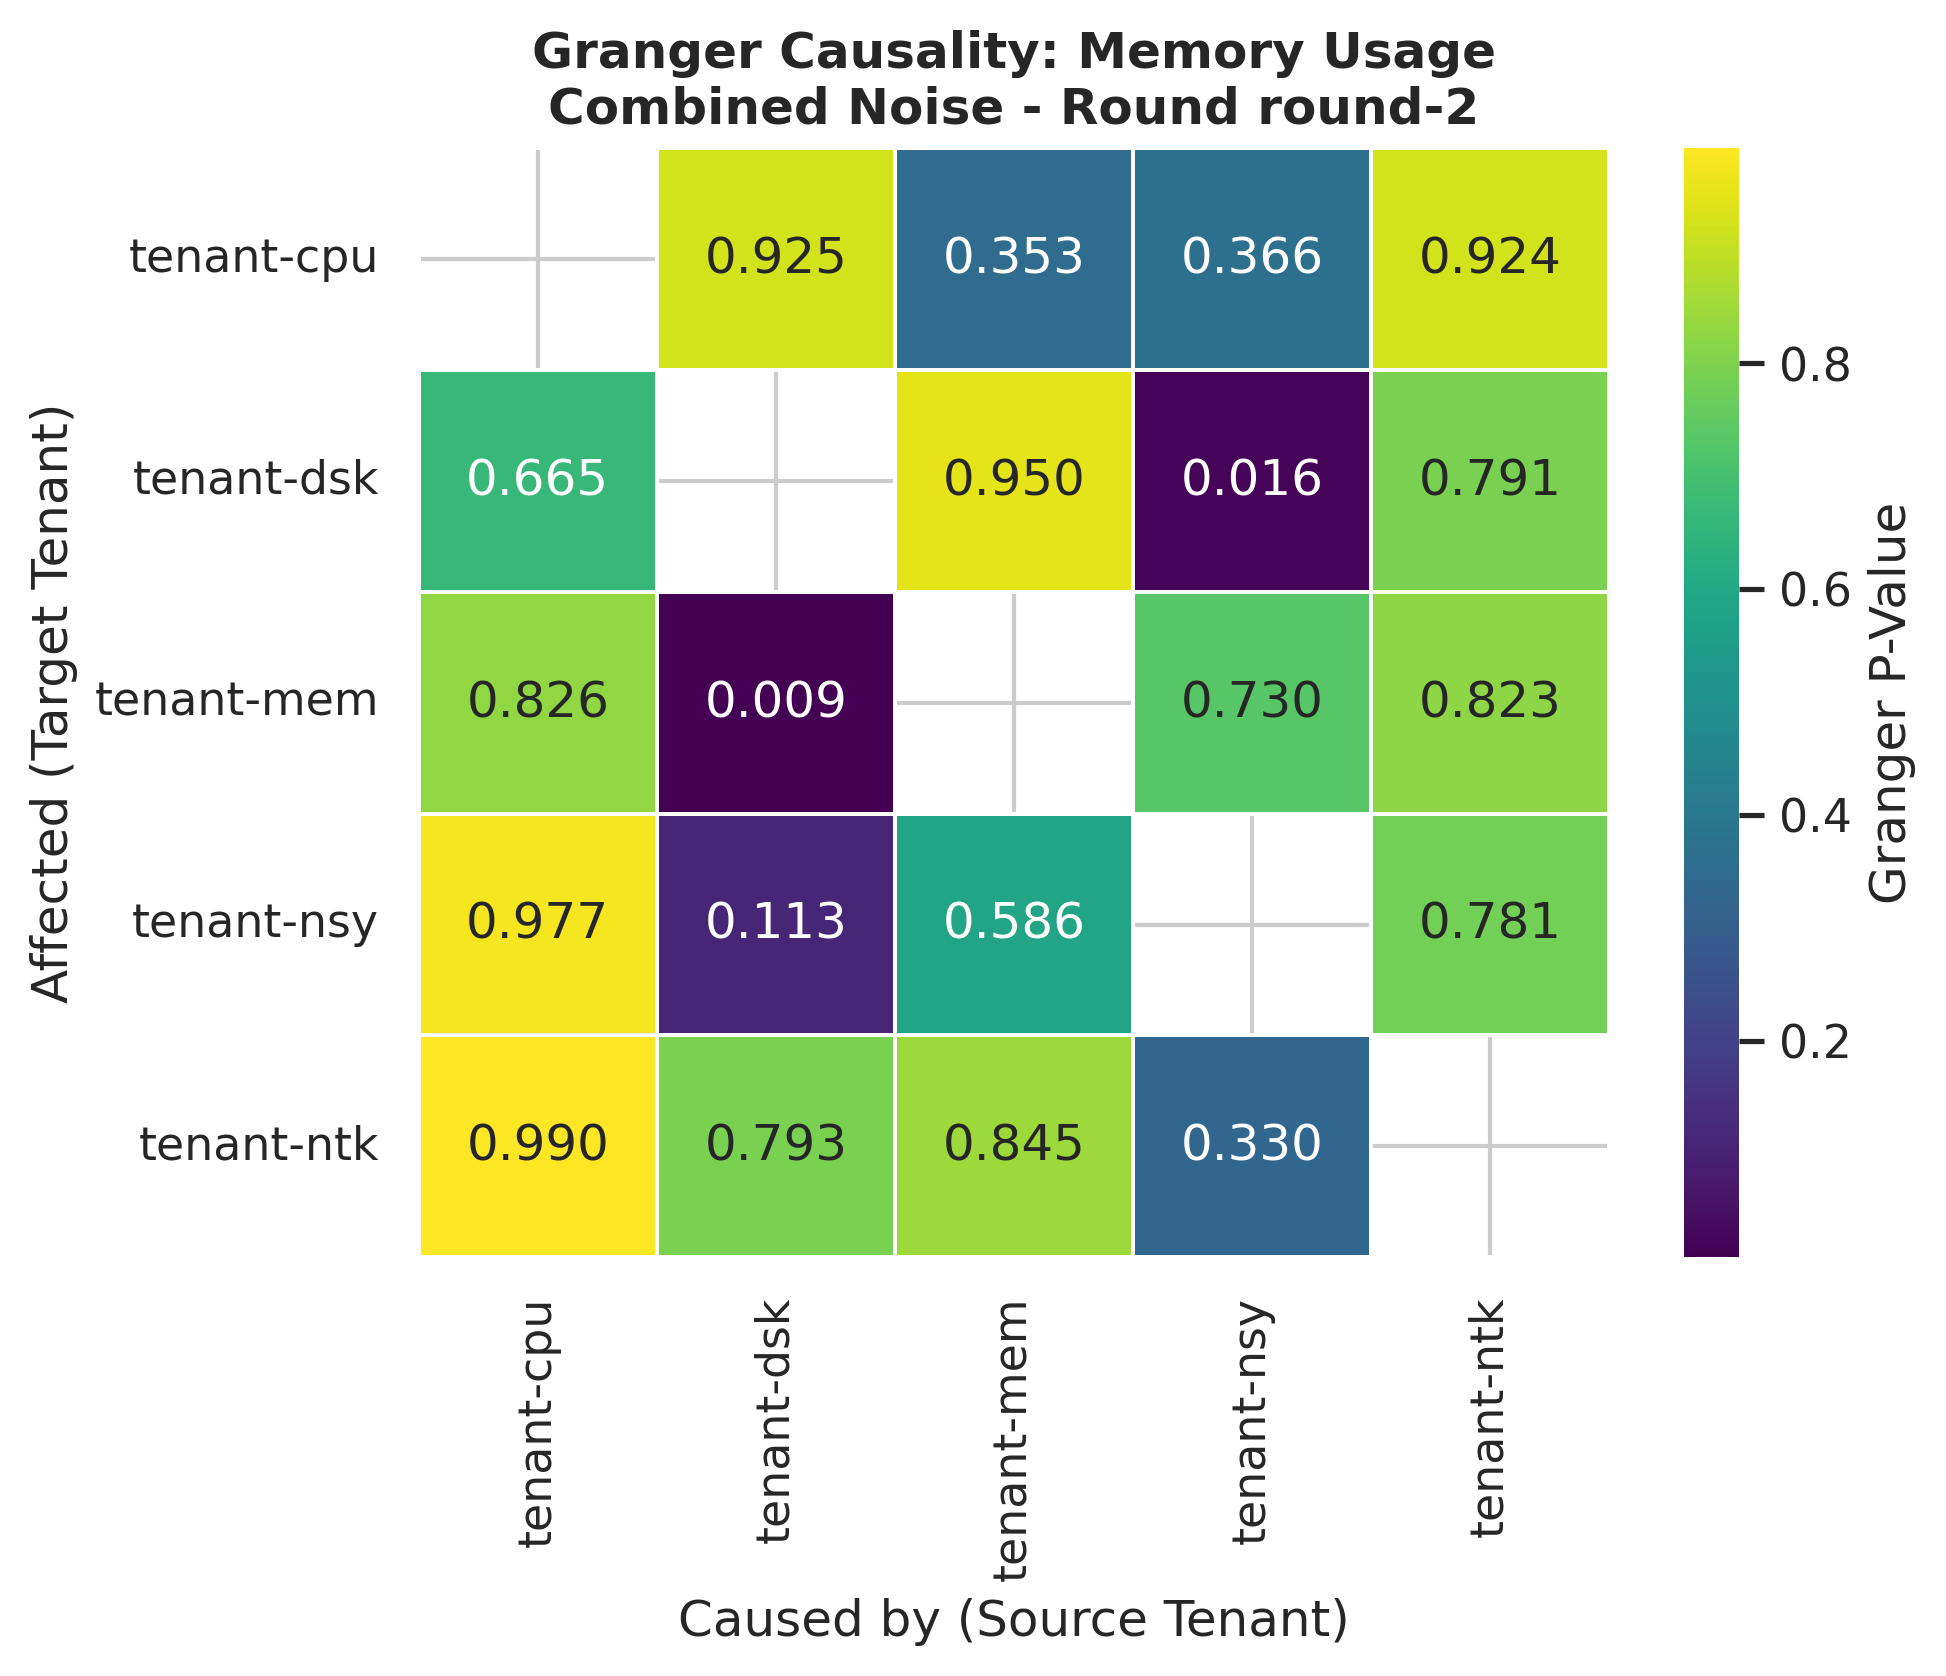 Granger Causality: Memory Usage
Combined Noise - Round round-2
Affected (Target Tenant)
tenant-cpu 0.925 0.353 0.366 0.924
tenant-dsk 0.665 0.950 0.016 0.791
tenant-mem 0.826 0.009 0.730 0.823
tenant-nsy 0.977 0.113 0.586 0.781
tenant-ntk 0.990 0.793 0.845 0.330
tenant-cpu tenant-dsk tenant-mem tenant-nsy tenant-ntk
Caused by (Source Tenant)
0.8
0.6
0.4
0.2
Granger P-Value